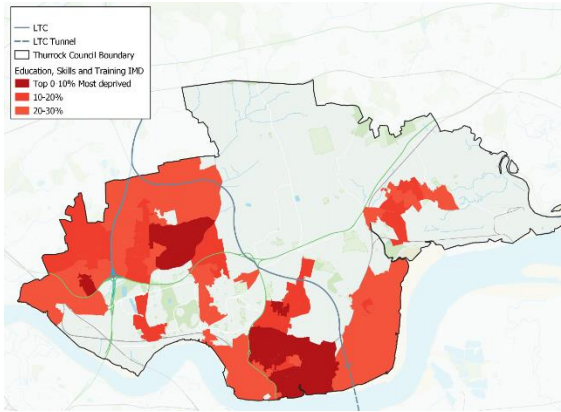 LTC
LTC Tunnel
Thurrock Council Boundary
Education, Skills and Training IMD
Top 0 10% Most deprived
10-20%
20-30%